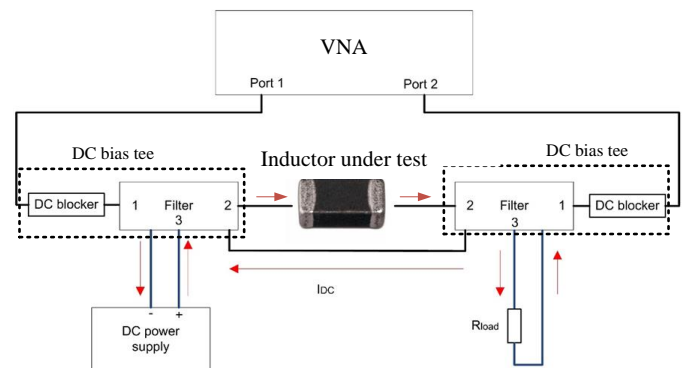 VNA
Port 1
Port 2
DC bias tee
Inductor under test
DC bias tee
DC blocker
1
Filter
2
3
2
Filter
1
3
DC blocker
IDC
- +
DC power
supply
Rload